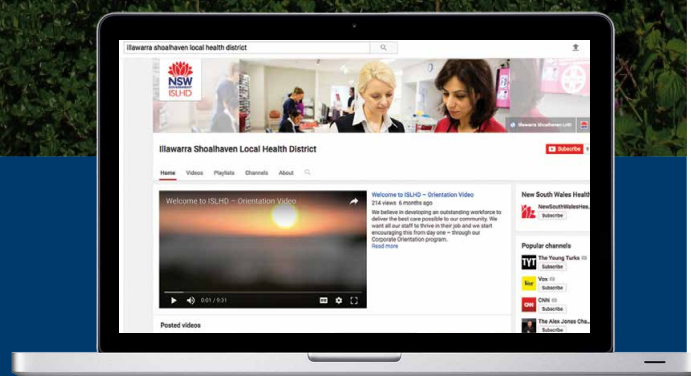 illawarra shoalhaven local health district
NSW
GOVERNMENT
ISLHD
Illawarra Shoalhaven LHD
Illawarra Shoalhaven Local Health District
Subscribe
Home Videos Playlists Channels About
Welcome to ISLHD – Orientation Video
0:01 / 9:31
Welcome to ISLHD – Orientation Video
214 views 6 months ago
We believe in developing an outstanding workforce to
deliver the best care possible to our community. We
want all our staff to thrive in their job and we start
encouraging this from day one – through our
Corporate Orientation program.
Read more
Posted videos
New South Wales Health
NewSouthWalesHea...
Subscribe
Popular channels
TYT
The Young Turks
Subscribe
Vox
Vox
Subscribe
CNN
CNN
Subscribe
The Alex Jones Cha...
Subscribe